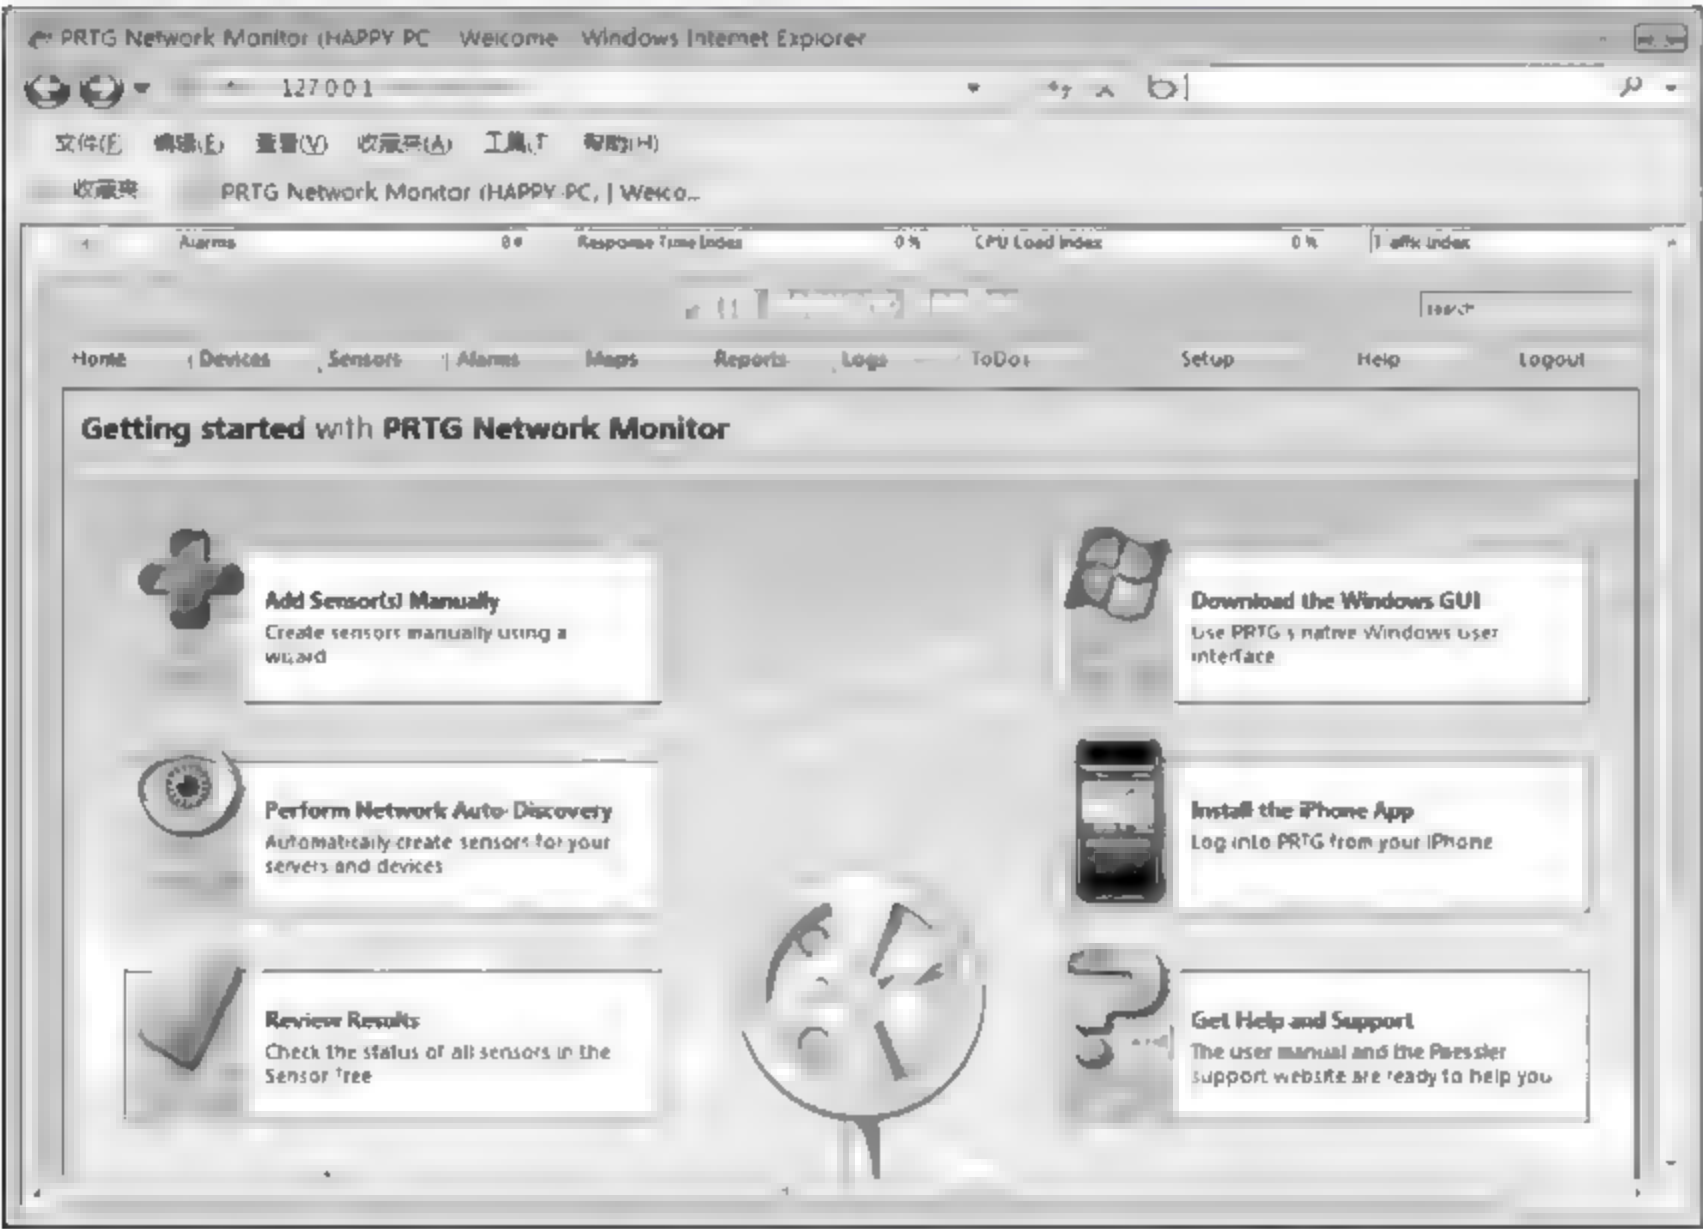 PRTG Network Monitor (HAPPY PC Welcome Windows Internet Explorer
127 0 0 1
文件(F 编辑(E) 查看(V) 收藏夹(A) 工具(T 帮助(H)
收藏夹 PRTG Network Monitor (HAPPY-PC) | Welco...
Alarms Response Time Index 0 % CPU Load Index 0 % Traffic Index
Search
Home Devices Sensors Alarms Maps Reports Logs ToDos Setup Help Logout
Getting started with PRTG Network Monitor
Add Sensor(s) Manually
Create sensors manually using a
wizard
Download the Windows GUI
Use PRTG s native Windows user
interface
Perform Network Auto-Discovery
Automatically create sensors for your
servers and devices
Install the iPhone App
Log into PRTG from your iPhone
Review Results
Check the status of all sensors in the
Sensor Tree
Get Help and Support
The user manual and the Paessler
support website are ready to help you